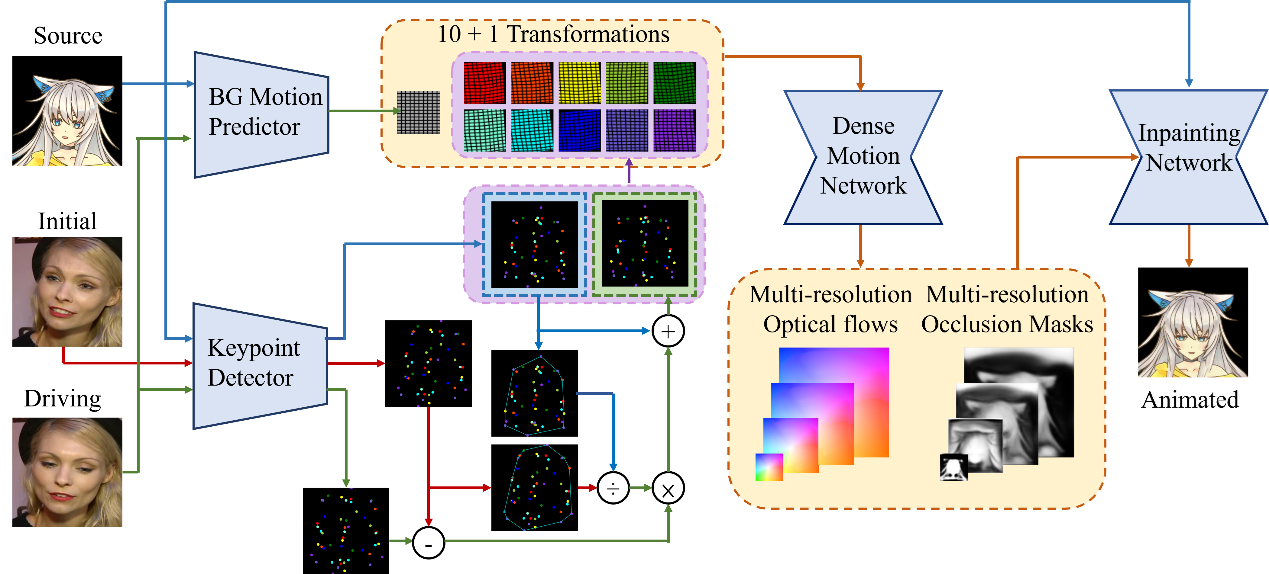 Source
BG Motion
Predictor
10 + 1 Transformations
Dense
Motion
Network
Inpainting
Network
Initial
Keypoint
Detector
Driving
+
÷
×
-
Multi-resolution
Optical flows
Multi-resolution
Occlusion Masks
Animated